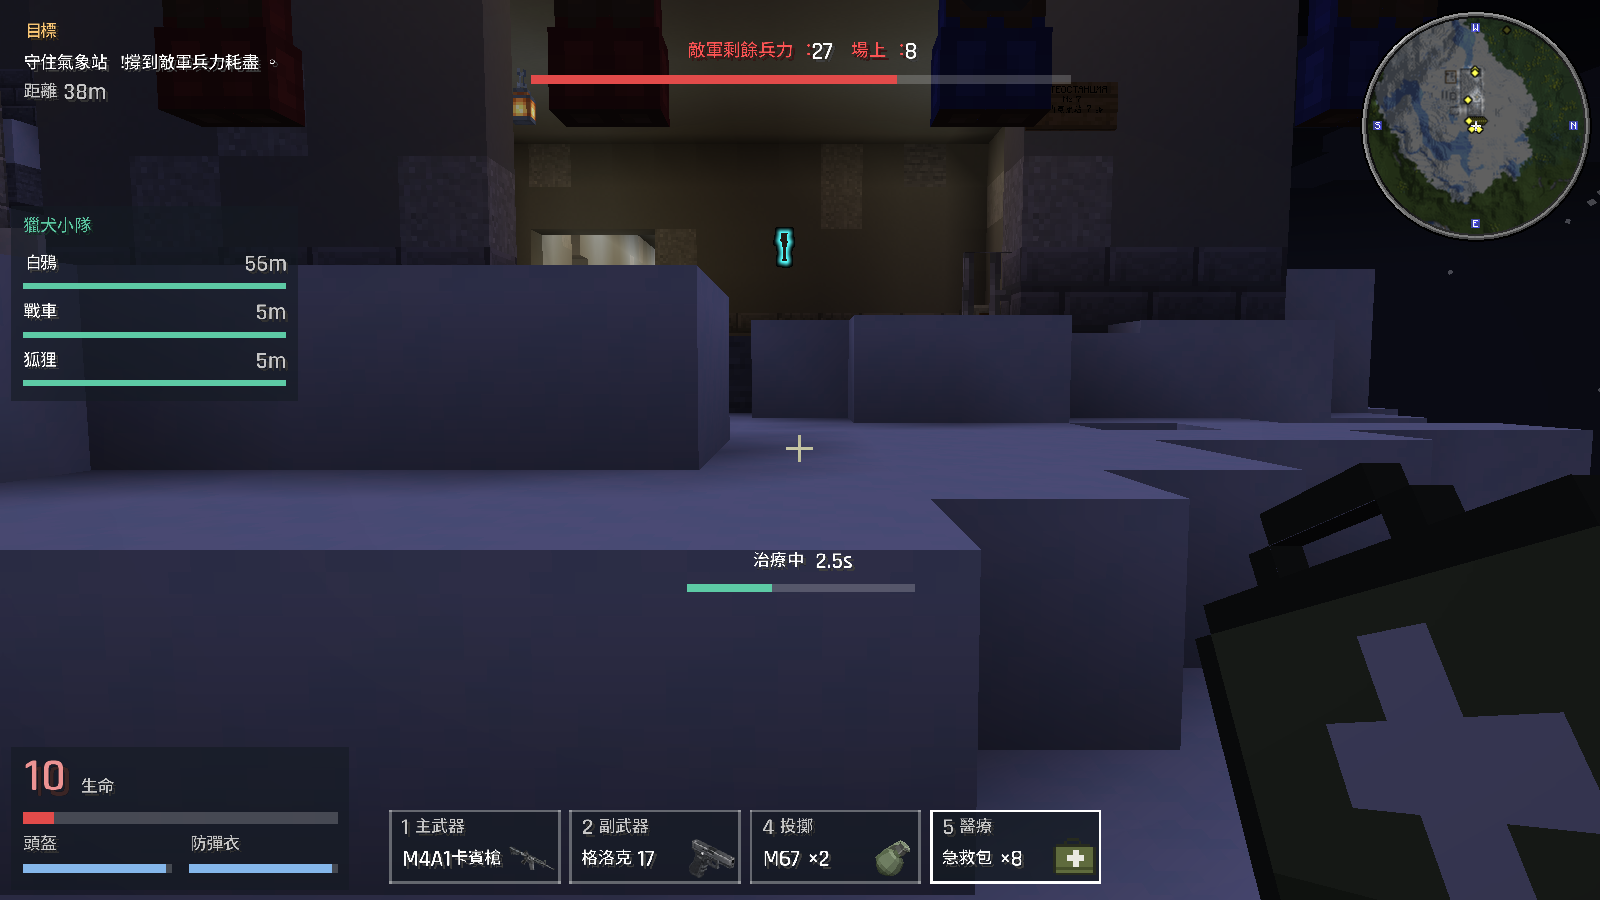 目標
守住氣象站 !撐到敵軍兵力耗盡 。
距離 38m
敵軍剩餘兵力 :27 場上 :8
W
S
N
E
獵犬小隊
白鴉 56m
戰車 5m
狐狸 5m
治療中 2.5s
10 生命
頭盔 防彈衣
1 主武器
M4A1卡賓槍
2 副武器
格洛克 17
4 投擲
M67 ×2
5 醫療
急救包 ×8